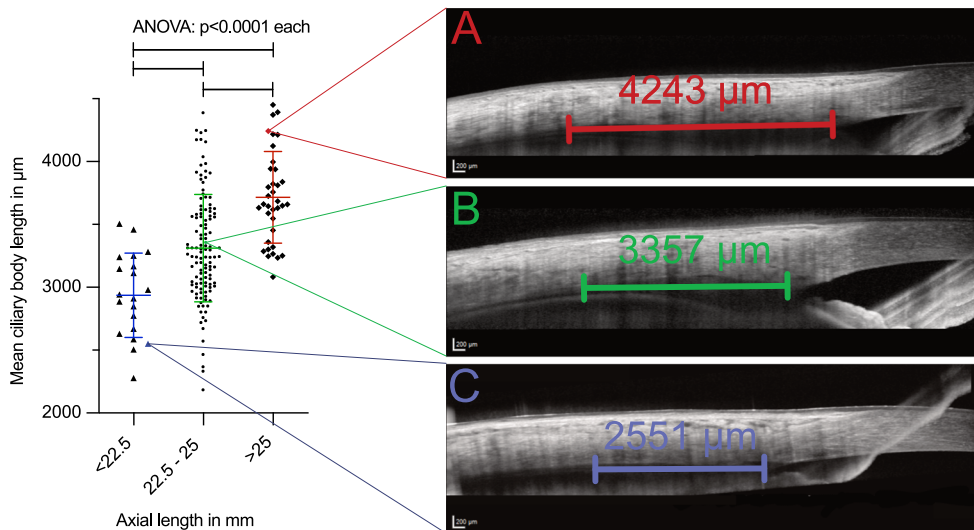 ANOVA: p<0.0001 each
Mean ciliary body length in µm
4000
3000
2000
<22.5
22.5 - 25
>25
Axial length in mm
A
4243 µm
200 µm
B
3357 µm
200 µm
C
2551 µm
200 µm